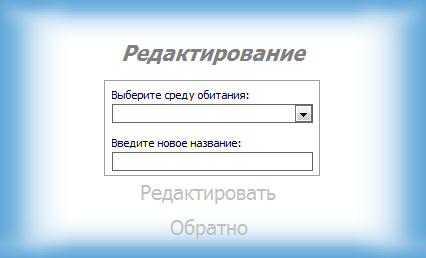 Редактирование
Выберите среду обитания:
Введите новое название:
Редактировать
Обратно